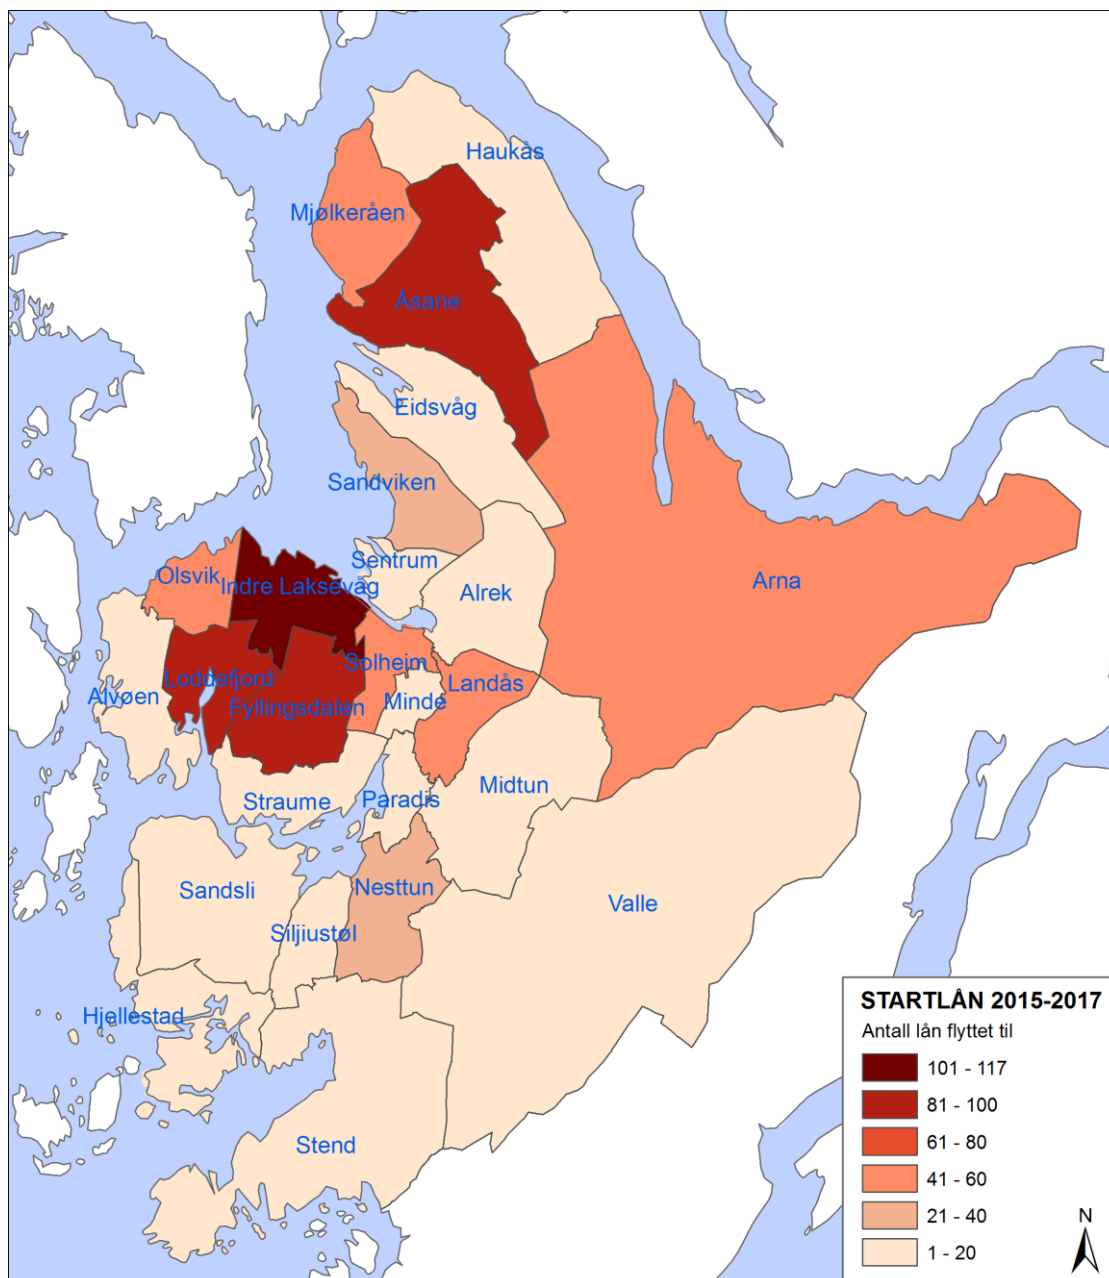 Haukås
Mjølkeråen
Åsane
Eidsvåg
Sandviken
Sentrum
Olsvik
Indre Laksevåg
Alrek
Arna
Solheim
Loddefjord
Landås
Alvøen
Fyllingsdalen
Minde
Midtun
Straume
Paradis
Sandsli
Nesttun
Valle
Siljiustøl
Hjellestad
Stend
STARTLÅN 2015-2017
Antall lån flyttet til
101 - 117
81 - 100
61 - 80
41 - 60
21 - 40
1 - 20
N